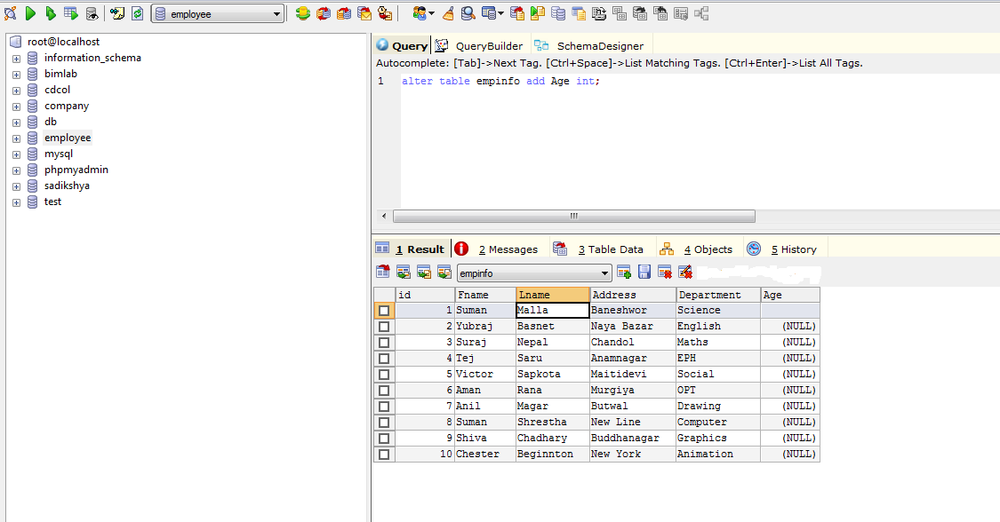 employee
root@localhost
information_schema
bimlab
cdcol
company
db
employee
mysql
phpmyadmin
sadikshya
test
Query QueryBuilder SchemaDesigner
Autocomplete: [Tab]->Next Tag. [Ctrl+Space]->List Matching Tags. [Ctrl+Enter]->List All Tags.
1 alter table empinfo add Age int;
1 Result 2 Messages 3 Table Data 4 Objects 5 History
empinfo
id Fname Lname Address Department Age
1 Suman Malla Baneshwor Science
2 Yubraj Basnet Naya Bazar English (NULL)
3 Suraj Nepal Chandol Maths (NULL)
4 Tej Saru Anamnagar EPH (NULL)
5 Victor Sapkota Maitidevi Social (NULL)
6 Aman Rana Murgiya OPT (NULL)
7 Anil Magar Butwal Drawing (NULL)
8 Suman Shrestha New Line Computer (NULL)
9 Shiva Chadhary Buddhanagar Graphics (NULL)
10 Chester Beginnton New York Animation (NULL)